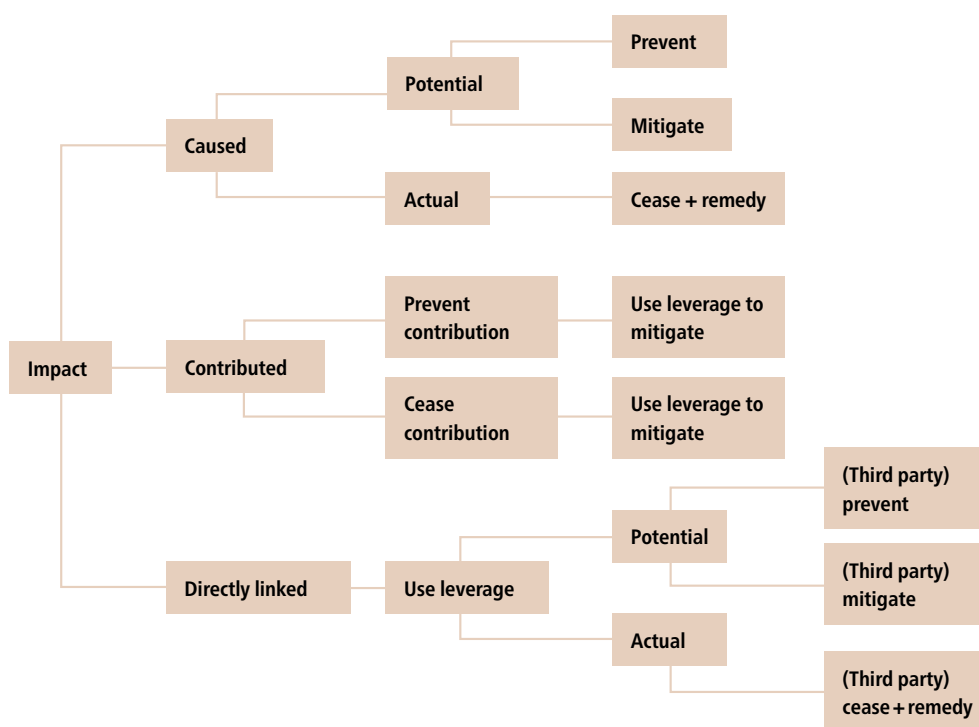 Prevent
Potential
Mitigate
Caused
Actual
Cease + remedy
Prevent
contribution
Use leverage to
mitigate
Impact
Contributed
Cease
contribution
Use leverage to
mitigate
(Third party)
prevent
Potential
Directly linked
Use leverage
(Third party)
mitigate
Actual
(Third party)
cease + remedy